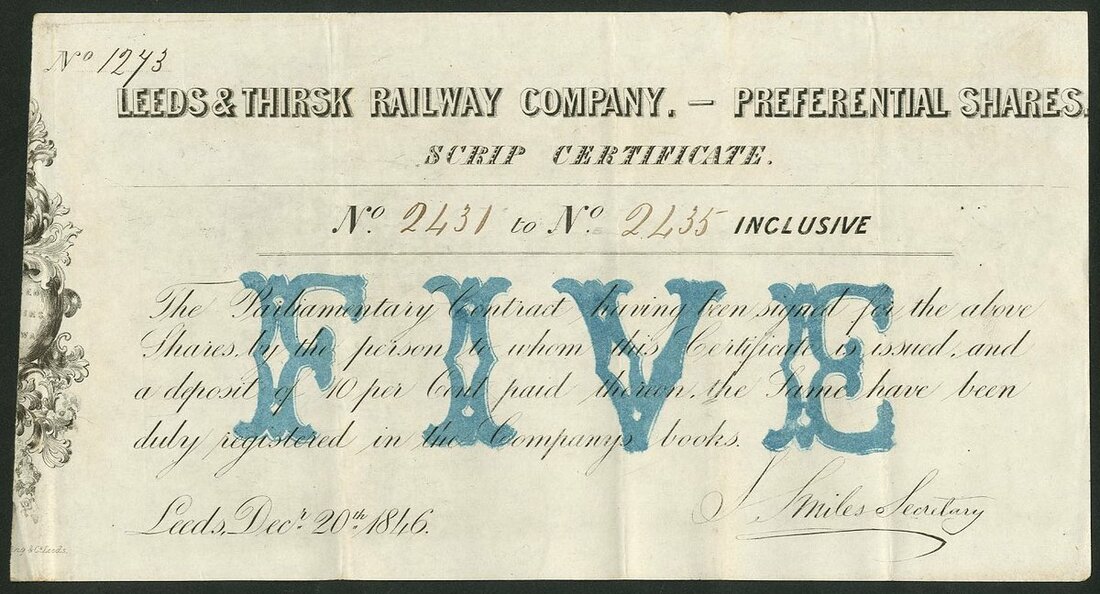 No 1243
LEEDS & THIRSK RAILWAY COMPANY. — PREFERENTIAL SHARES.
SCRIP CERTIFICATE.
No. 2431 to No. 2435 INCLUSIVE
FIVE
The Parliamentary Contract having been signed for the above
Shares, by the person to whom this Certificate is issued, and
a deposit of 10 per Cent paid thereon, the Same have been
duly registered in the Companys books.
Leeds, Decr. 20th. 1846.
S. Smiles Secretary
& Co. Leeds.